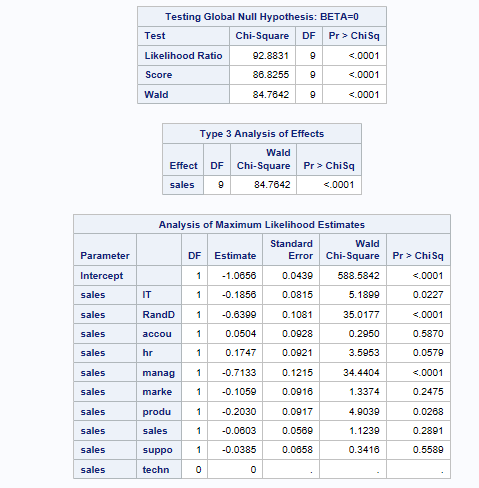 Testing Global Null Hypothesis: BETA=0
Test Chi-Square DF Pr > ChiSq
Likelihood Ratio 92.8831 9 <.0001
Score 86.8255 9 <.0001
Wald 84.7642 9 <.0001
Type 3 Analysis of Effects
Effect DF Wald Chi-Square Pr > ChiSq
sales 9 84.7642 <.0001
Analysis of Maximum Likelihood Estimates
Parameter DF Estimate Standard Error Wald Chi-Square Pr > ChiSq
Intercept 1 -1.0656 0.0439 588.5842 <.0001
sales IT 1 -0.1856 0.0815 5.1899 0.0227
sales RandD 1 -0.6399 0.1081 35.0177 <.0001
sales accou 1 0.0504 0.0928 0.2950 0.5870
sales hr 1 0.1747 0.0921 3.5953 0.0579
sales manag 1 -0.7133 0.1215 34.4404 <.0001
sales marke 1 -0.1059 0.0916 1.3374 0.2475
sales produ 1 -0.2030 0.0917 4.9039 0.0268
sales sales 1 -0.0603 0.0569 1.1239 0.2891
sales suppo 1 -0.0385 0.0658 0.3416 0.5589
sales techn 0 0 . . .